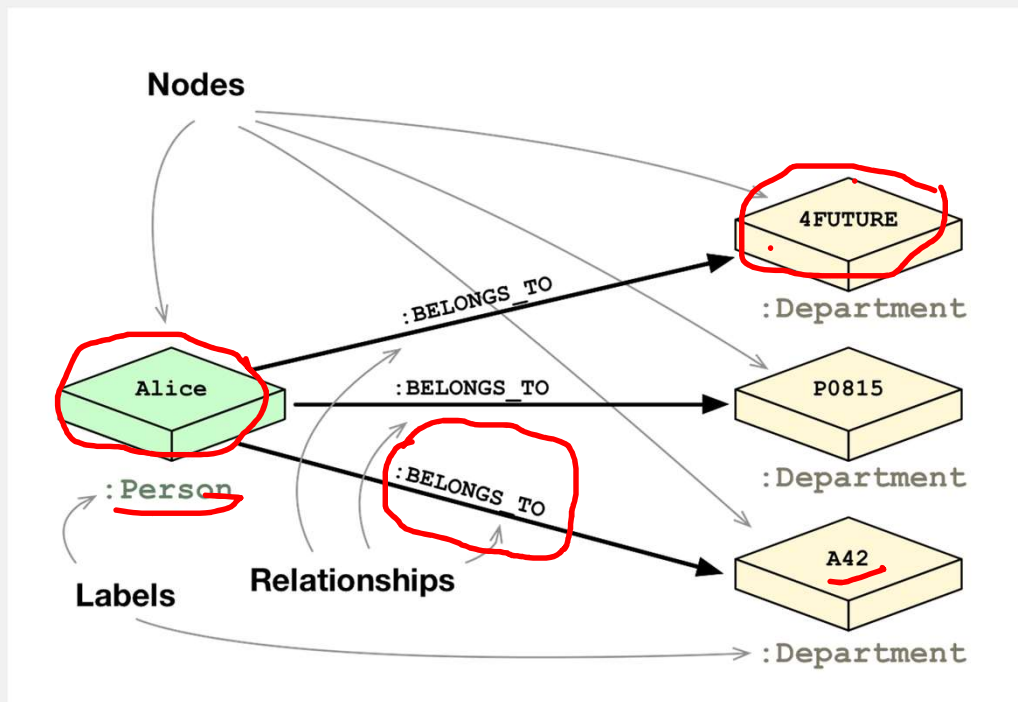 Nodes
4FUTURE
:Department
:BELONGS_TO
Alice
:BELONGS_TO
P0815
:Person
:BELONGS_TO
:Department
A42
Labels
Relationships
:Department